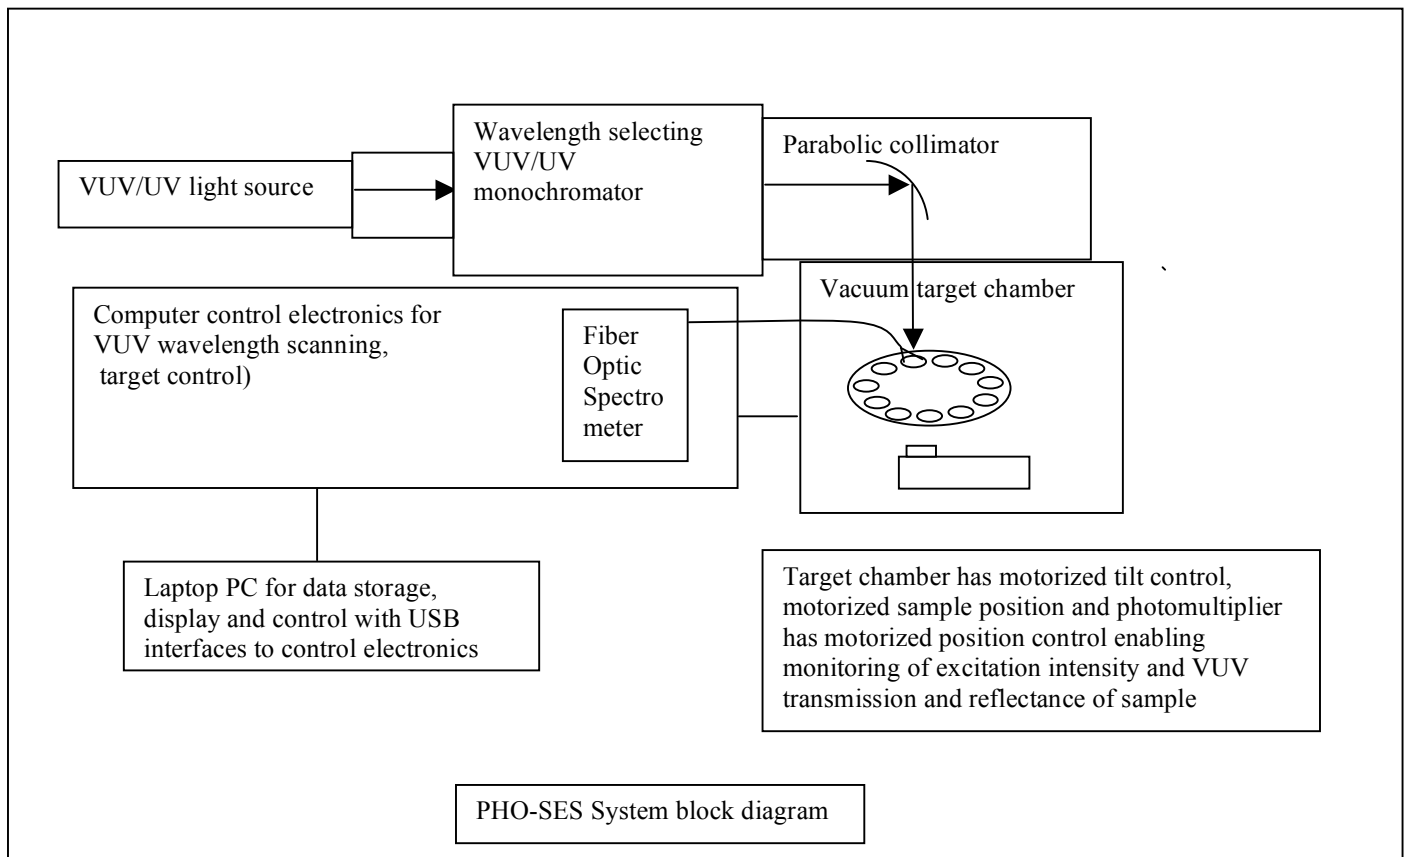 VUV/UV light source
Wavelength selecting
VUV/UV
monochromator
Parabolic collimator
Computer control electronics for
VUV wavelength scanning,
target control)
Fiber
Optic
Spectro
meter
Vacuum target chamber
Laptop PC for data storage,
display and control with USB
interfaces to control electronics
Target chamber has motorized tilt control,
motorized sample position and photomultiplier
has motorized position control enabling
monitoring of excitation intensity and VUV
transmission and reflectance of sample
PHO-SES System block diagram